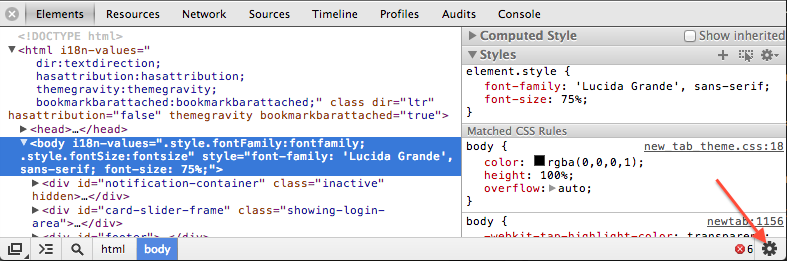 Elements Resources Network Sources Timeline Profiles Audits Console
<!DOCTYPE html>
▼<html i18n-values="
dir:textdirection;
hasattribution:hasattribution;
themegravity:themegravity;
bookmarkbarattached:bookmarkbarattached;" class dir="ltr"
hasattribution="false" themegravity bookmarkbarattached="true">
▶<head>…</head>
▼<body i18n-values=".style.fontFamily:fontfamily;
.style.fontSize:fontsize" style="font-family: 'Lucida Grande',
sans-serif; font-size: 75%;">
▶<div id="notification-container" class="inactive"
hidden>…</div>
▶<div id="card-slider-frame" class="showing-login-
area">…</div>
▶<div id="footer">…</div>
▶ Computed Style Show inherited
▼ Styles
element.style {
font-family: 'Lucida Grande', sans-serif;
font-size: 75%;
}
Matched CSS Rules
body { new_tab_theme.css:18
color: rgba(0,0,0,1);
height: 100%;
overflow:▶auto;
}
body { newtab:1156
-webkit-tap-highlight-color: transparent;
html body 6